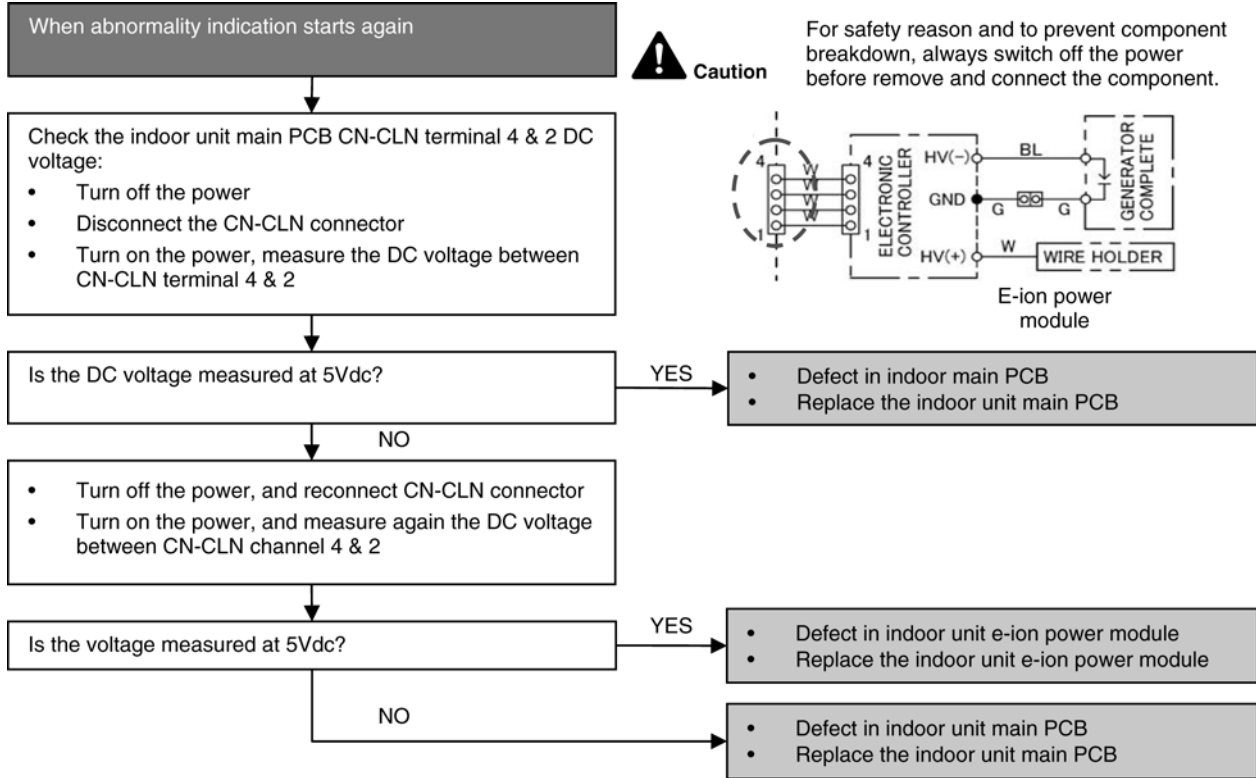 When abnormality indication starts again
Caution
For safety reason and to prevent component
breakdown, always switch off the power
before remove and connect the component.
Check the indoor unit main PCB CN-CLN terminal 4 & 2 DC
voltage:
• Turn off the power
• Disconnect the CN-CLN connector
• Turn on the power, measure the DC voltage between
CN-CLN terminal 4 & 2
4
1
W
W
W
W
4
1
ELECTRONIC
CONTROLLER
HV(-)
GND
HV(+)
BL
G
G
W
GENERATOR
COMPLETE
WIRE HOLDER
E-ion power
module
Is the DC voltage measured at 5Vdc?
YES
• Defect in indoor main PCB
• Replace the indoor unit main PCB
NO
• Turn off the power, and reconnect CN-CLN connector
• Turn on the power, and measure again the DC voltage
between CN-CLN channel 4 & 2
Is the voltage measured at 5Vdc?
YES
• Defect in indoor unit e-ion power module
• Replace the indoor unit e-ion power module
NO
• Defect in indoor unit main PCB
• Replace the indoor unit main PCB